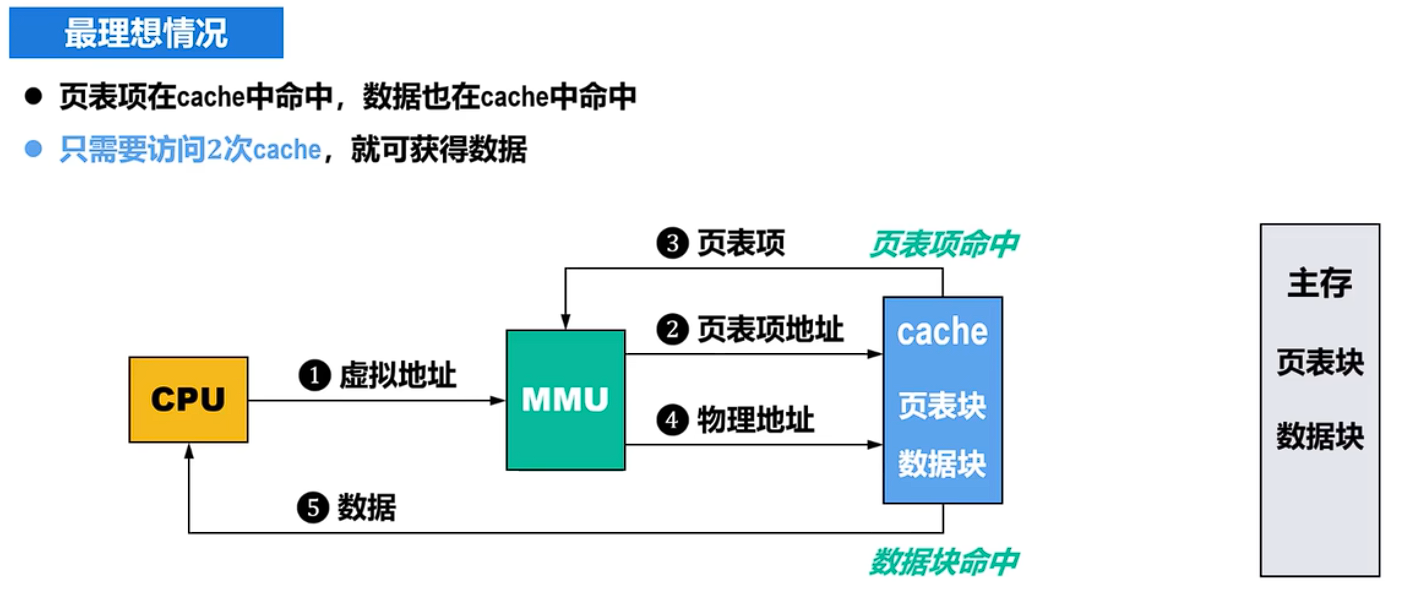 最理想情况
● 页表项在cache中命中，数据也在cache中命中
● 只需要访问2次cache，就可获得数据
❸ 页表项
页表项命中
❷ 页表项地址
❶ 虚拟地址
CPU
MMU
❹ 物理地址
cache
页表块
数据块
主存
页表块
数据块
❺ 数据
数据块命中